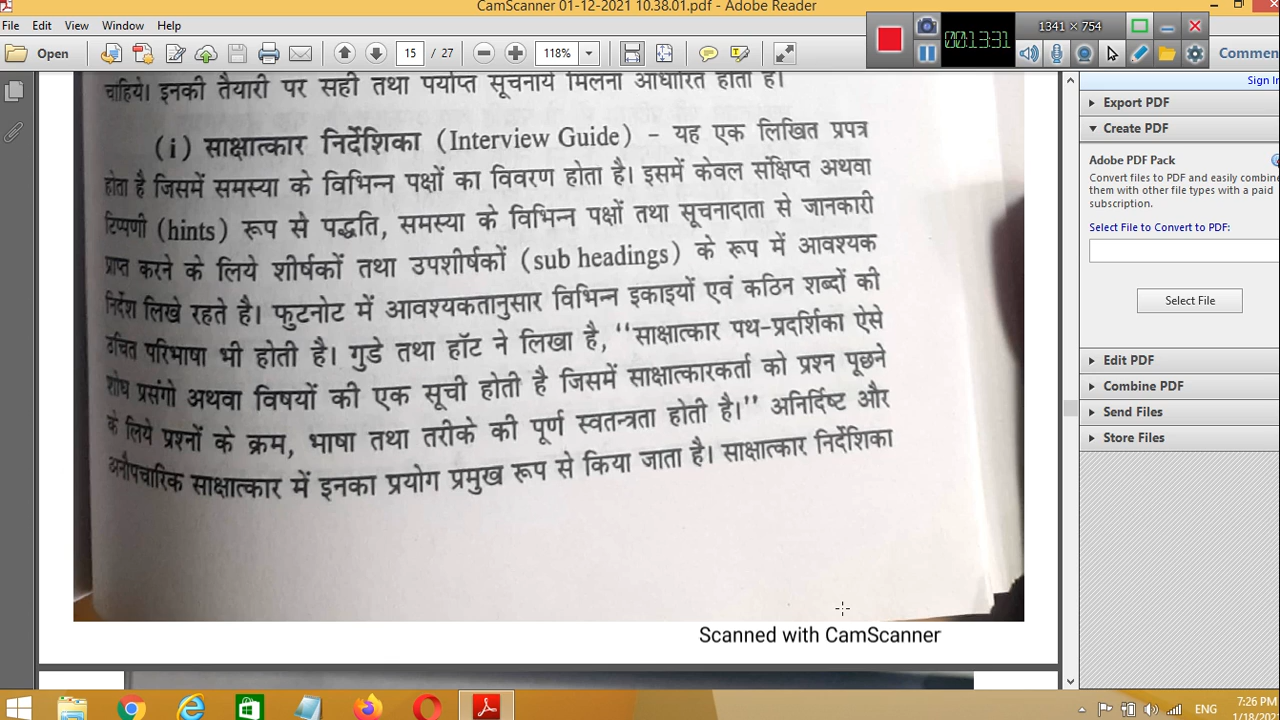 CamScanner 01-12-2021 10.38.01.pdf - Adobe Reader
File Edit View Window Help
1341 × 754
00:13:31
Open 15 / 27 118% Commen
Sign In
Export PDF
Create PDF
Adobe PDF Pack
Convert files to PDF and easily combine
them with other file types with a paid
subscription.
Select File to Convert to PDF:
Select File
Edit PDF
Combine PDF
Send Files
Store Files
चाहिये। इनकी तैयारी पर सही तथा पर्याप्त सूचनायें मिलना आधारित होता है।
(i) साक्षात्कार निर्देशिका (Interview Guide) - यह एक लिखित प्रपत्र
होता है जिसमें समस्या के विभिन्न पक्षों का विवरण होता है। इसमें केवल संक्षिप्त अथवा
टिप्पणी (hints) रूप से पद्धति, समस्या के विभिन्न पक्षों तथा सूचनादाता से जानकारी
प्राप्त करने के लिये शीर्षकों तथा उपशीर्षकों (sub headings) के रूप में आवश्यक
निर्देश लिखे रहते है। फुटनोट में आवश्यकतानुसार विभिन्न इकाइयों एवं कठिन शब्दों की
उचित परिभाषा भी होती है। गुडे तथा हॉट ने लिखा है, ‘‘साक्षात्कार पथ-प्रदर्शिका ऐसे
शोध प्रसंगो अथवा विषयों की एक सूची होती है जिसमें साक्षात्कारकर्ता को प्रश्न पूछने
के लिये प्रश्नों के क्रम, भाषा तथा तरीके की पूर्ण स्वतन्त्रता होती है।’’ अनिर्दिष्ट और
अनौपचारिक साक्षात्कार में इनका प्रयोग प्रमुख रूप से किया जाता है। साक्षात्कार निर्देशिका
Scanned with CamScanner
ENG
7:26 PM